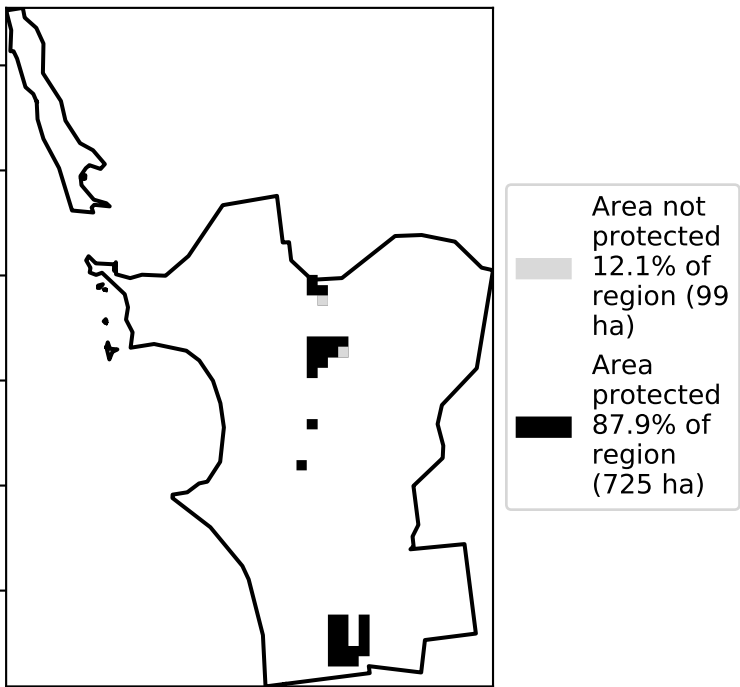 Area not
protected
12.1% of
region (99
ha)
Area
protected
87.9% of
region
(725 ha)